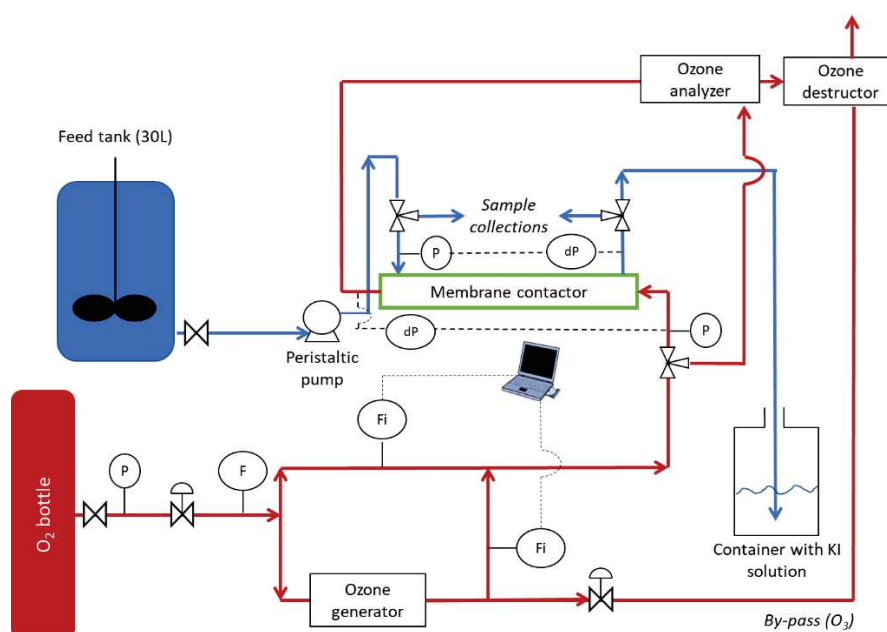 Ozone
analyzer
Ozone
destructor
Feed tank (30L)
Sample
collections
P
dP
Membrane contactor
dP
P
Peristaltic
pump
Fi
P
F
O2 bottle
Fi
Container with KI
solution
Ozone
generator
By-pass (O3)